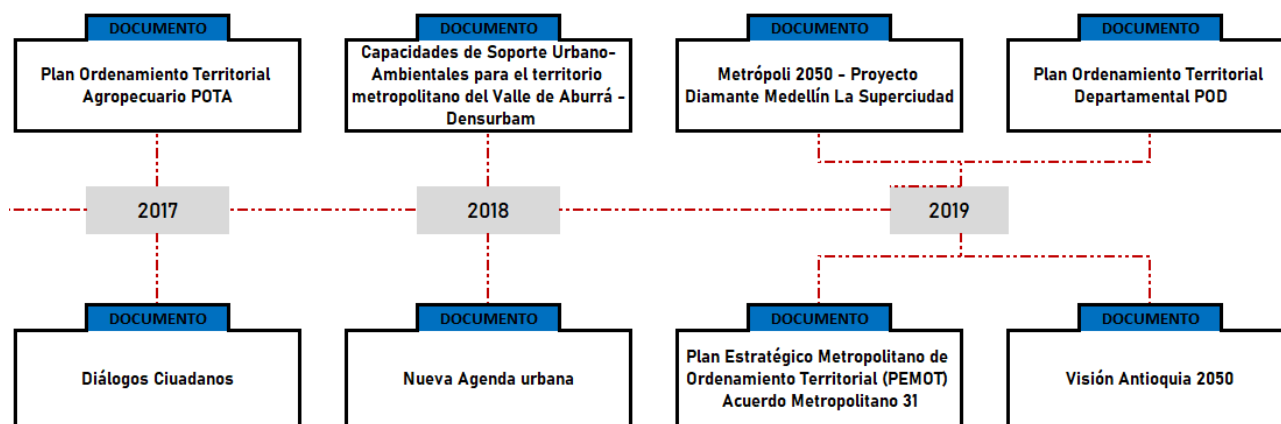 DOCUMENTO
DOCUMENTO
DOCUMENTO
DOCUMENTO
Plan Ordenamiento Territorial
Agropecuario POTA
Capacidades de Soporte Urbano-
Ambientales para el territorio
metropolitano del Valle de Aburrá -
Densurbam
Metrópoli 2050 - Proyecto
Diamante Medellín La Superciudad
Plan Ordenamiento Territorial
Departamental POD
2017
2018
2019
DOCUMENTO
DOCUMENTO
DOCUMENTO
DOCUMENTO
Diálogos Ciuadanos
Nueva Agenda urbana
Plan Estratégico Metropolitano de
Ordenamiento Territorial (PEMOT)
Acuerdo Metropolitano 31
Visión Antioquia 2050